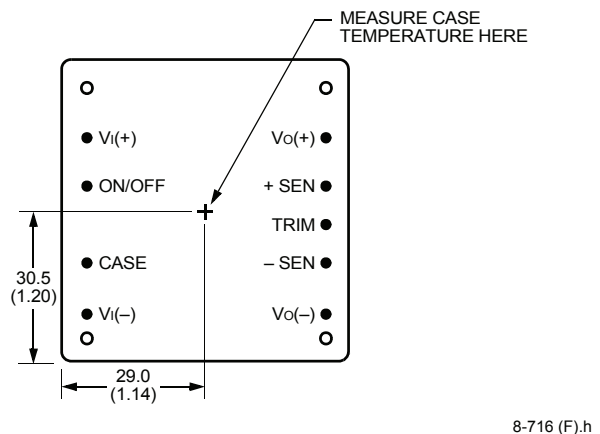 MEASURE CASE
TEMPERATURE HERE
VI(+)
VO(+)
ON/OFF
+ SEN
TRIM
CASE
– SEN
30.5
(1.20)
VI(–)
VO(–)
29.0
(1.14)
8-716 (F).h